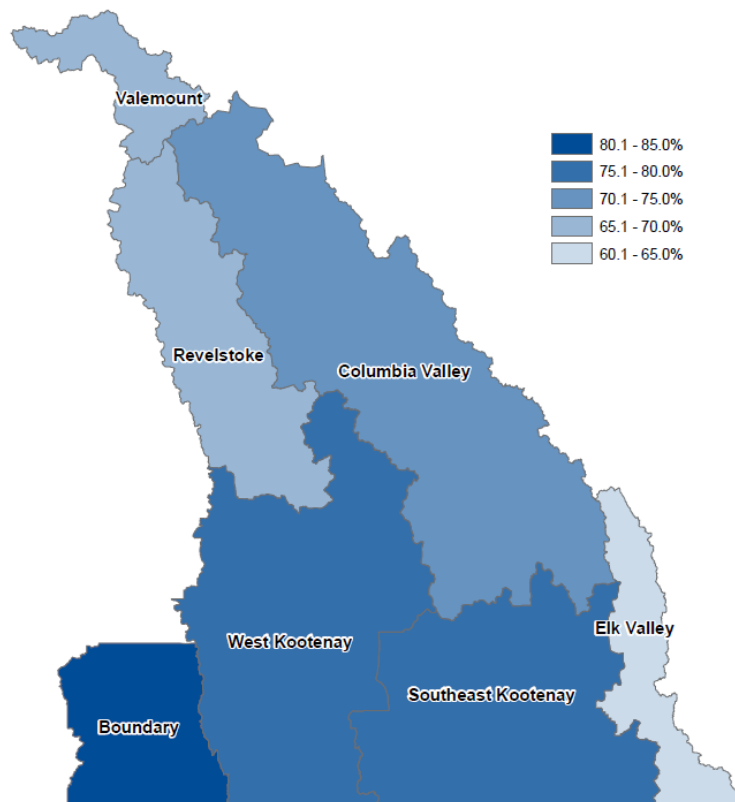 Valemount
80.1 - 85.0%
75.1 - 80.0%
70.1 - 75.0%
65.1 - 70.0%
60.1 - 65.0%
Revelstoke
Columbia Valley
Elk Valley
West Kootenay
Southeast Kootenay
Boundary